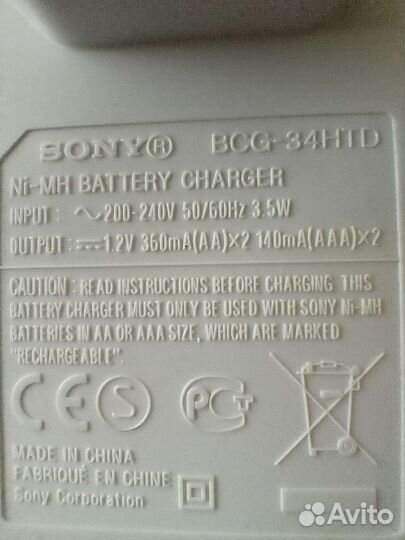 SONY® BCG-34HTD
Ni-MH BATTERY CHARGER
INPUT : ~200-240V 50/60Hz 3.5W
OUTPUT : ⎓1.2V 360mA(AA)×2 140mA(AAA)×2
CAUTION : READ INSTRUCTIONS BEFORE CHARGING. THIS
BATTERY CHARGER MUST ONLY BE USED WITH SONY Ni-MH
BATTERIES IN AA OR AAA SIZE, WHICH ARE MARKED
"RECHARGEABLE".
CE S PCT
MADE IN CHINA
FABRIQUÉ EN CHINE
Sony Corporation
Avito